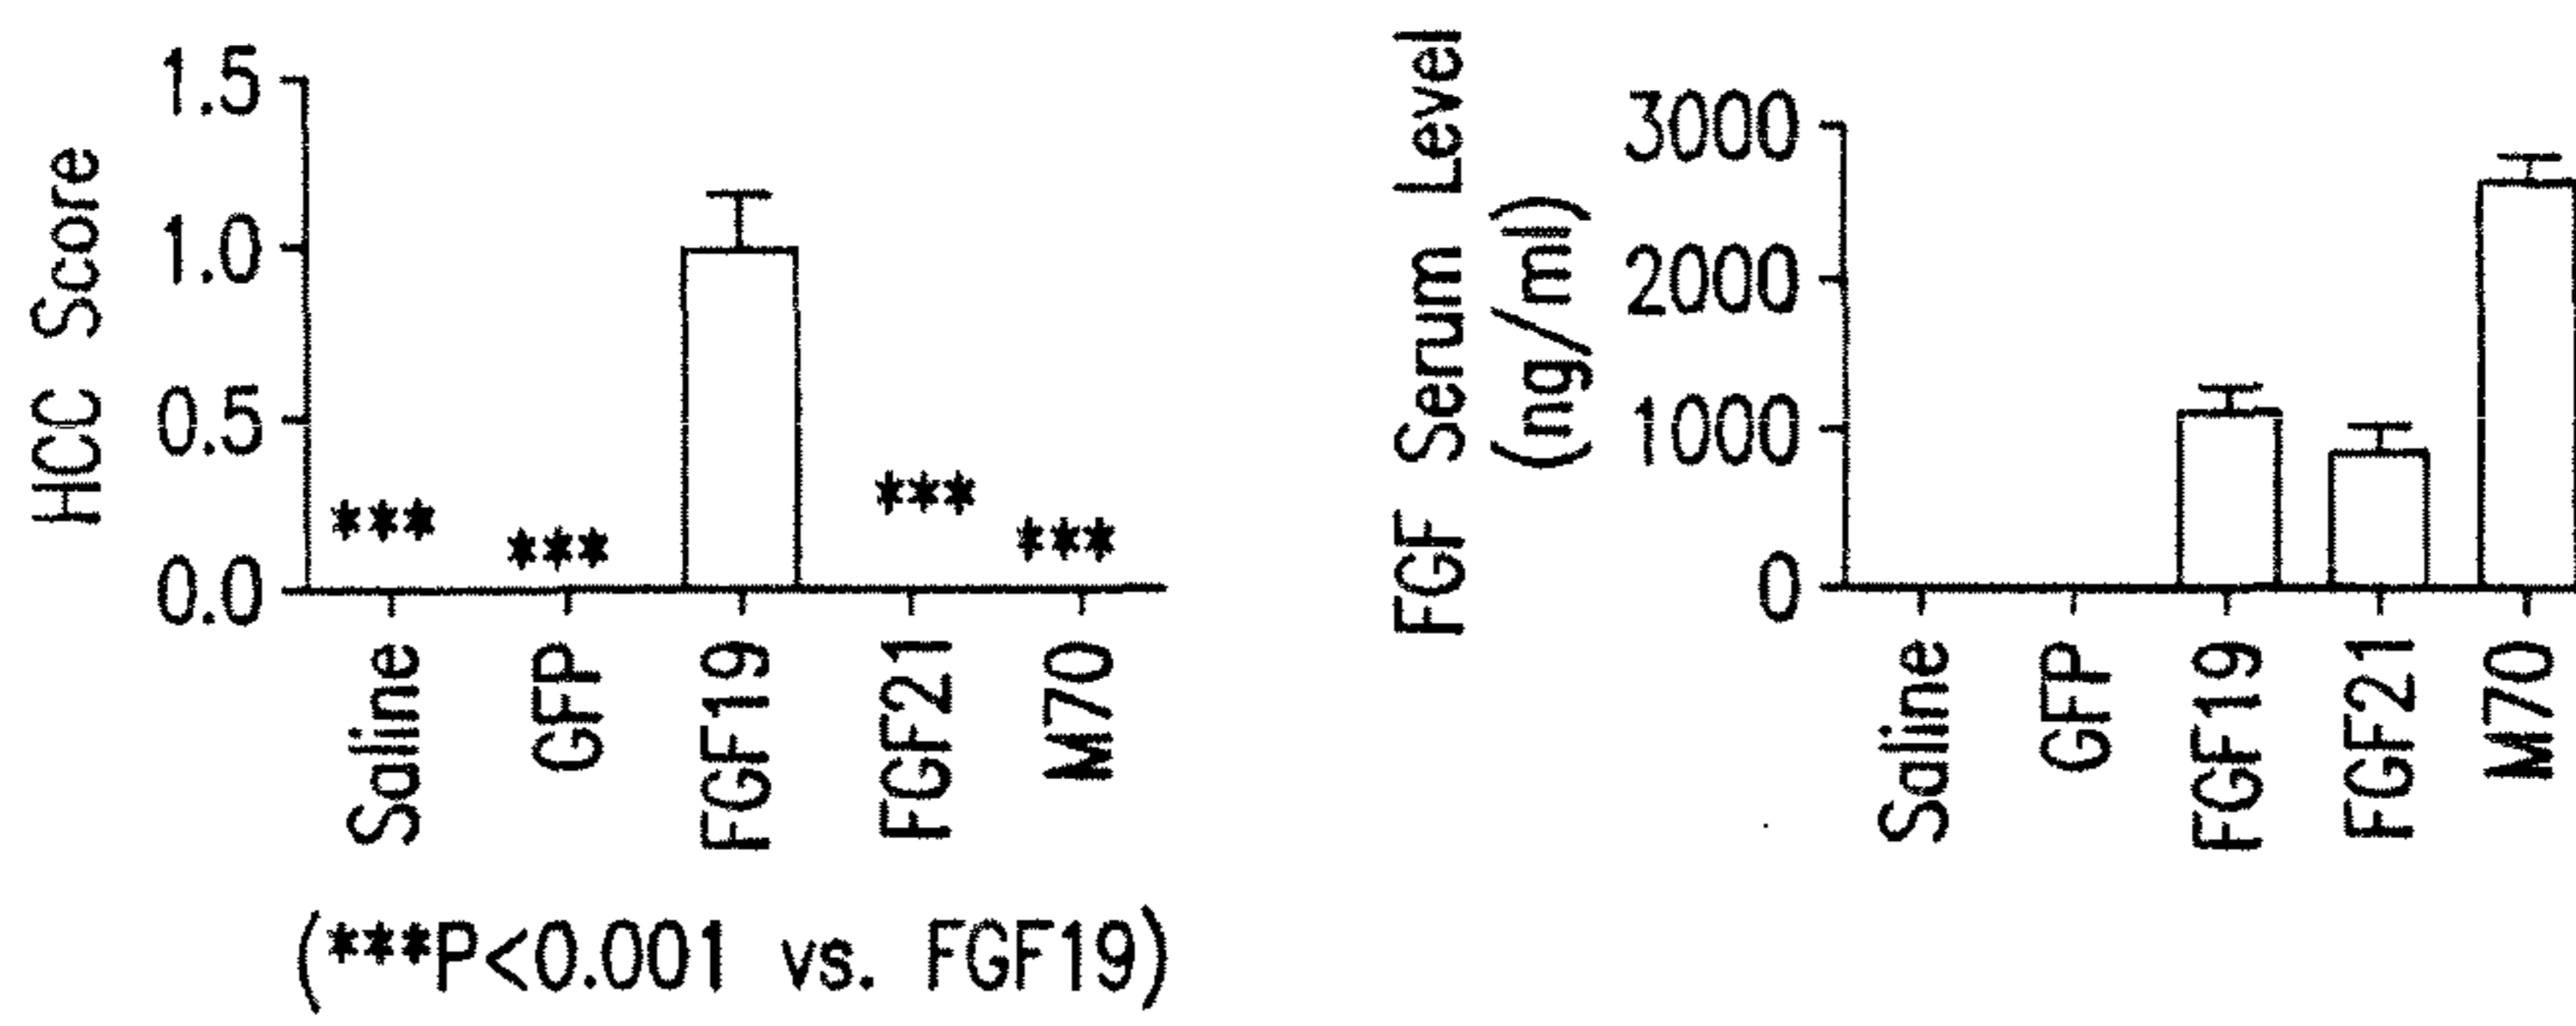 HCC Score
1.5
1.0
0.5
0.0
***
***
***
***
Saline
GFP
FGF19
FGF21
M70
(***P<0.001 vs. FGF19)
FGF Serum Level
(ng/ml)
3000
2000
1000
0
Saline
GFP
FGF19
FGF21
M70